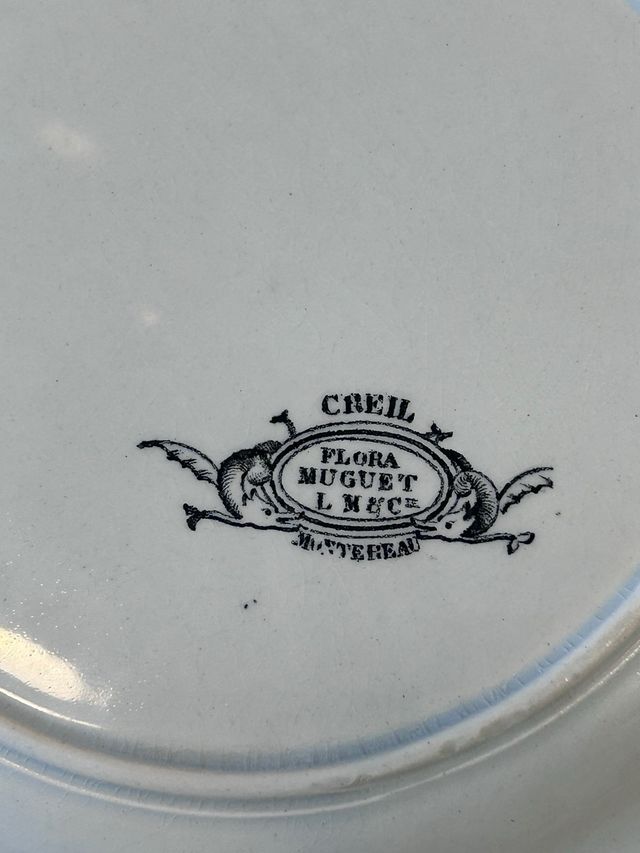 CREIL
FLORA
MUGUET
L M & CIE
MONTEREAU